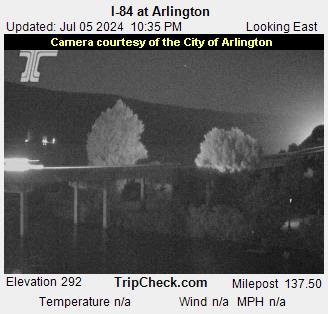 I-84 at Arlington
Updated: Jul 05 2024 10:35 PM Looking East
Camera courtesy of the City of Arlington
Elevation 292 TripCheck.com Milepost 137.50
Temperature n/a Wind n/a MPH n/a